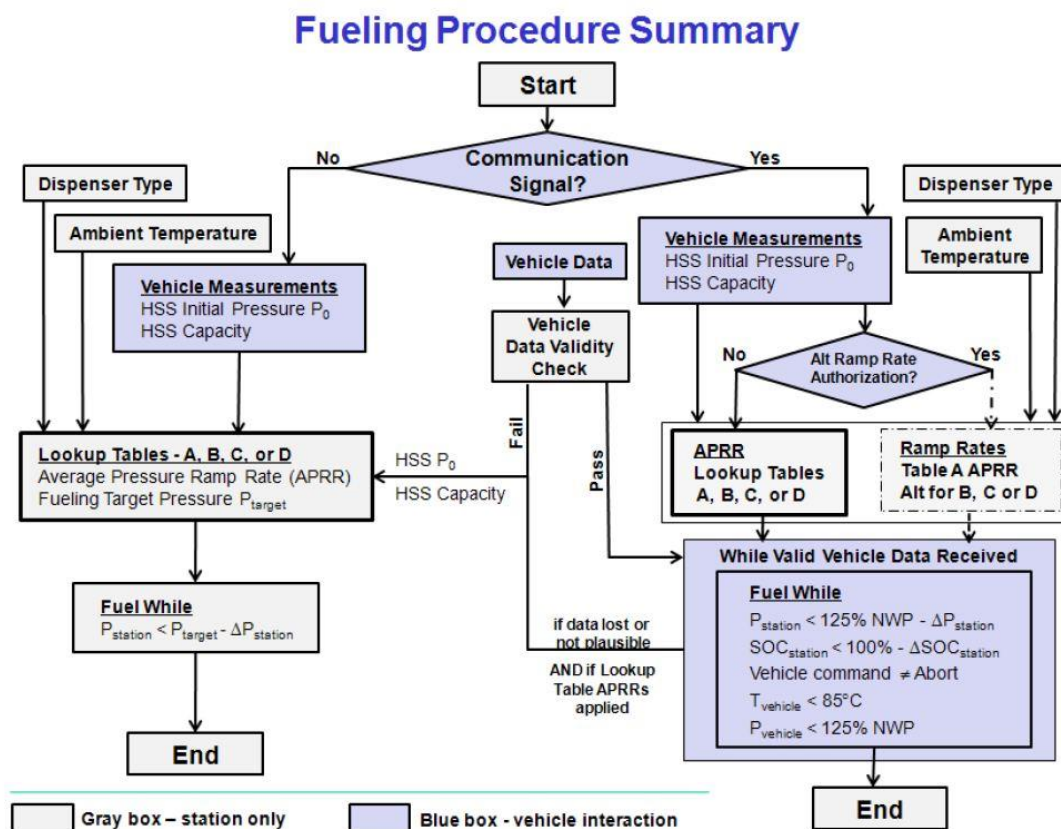 Fueling Procedure Summary
Start
Communication
Signal?
No
Yes
Dispenser Type
Ambient Temperature
Vehicle Measurements
HSS Initial Pressure P₀
HSS Capacity
Vehicle Data
Vehicle
Data Validity
Check
Fail
Pass
Vehicle Measurements
HSS Initial Pressure P₀
HSS Capacity
Dispenser Type
Ambient
Temperature
No
Yes
Alt Ramp Rate
Authorization?
Lookup Tables - A, B, C, or D
Average Pressure Ramp Rate (APRR)
Fueling Target Pressure Ptarget
HSS P₀
HSS Capacity
APRR
Lookup Tables
A, B, C, or D
Ramp Rates
Table A APRR
Alt for B, C or D
Fuel While
Pstation < Ptarget - ΔPstation
End
if data lost or
not plausible
AND if Lookup
Table APRRs
applied
While Valid Vehicle Data Received
Fuel While
Pstation < 125% NWP - ΔPstation
SOCstation < 100% - ΔSOCstation
Vehicle command ≠ Abort
Tvehicle < 85°C
Pvehicle < 125% NWP
End
Gray box – station only
Blue box - vehicle interaction